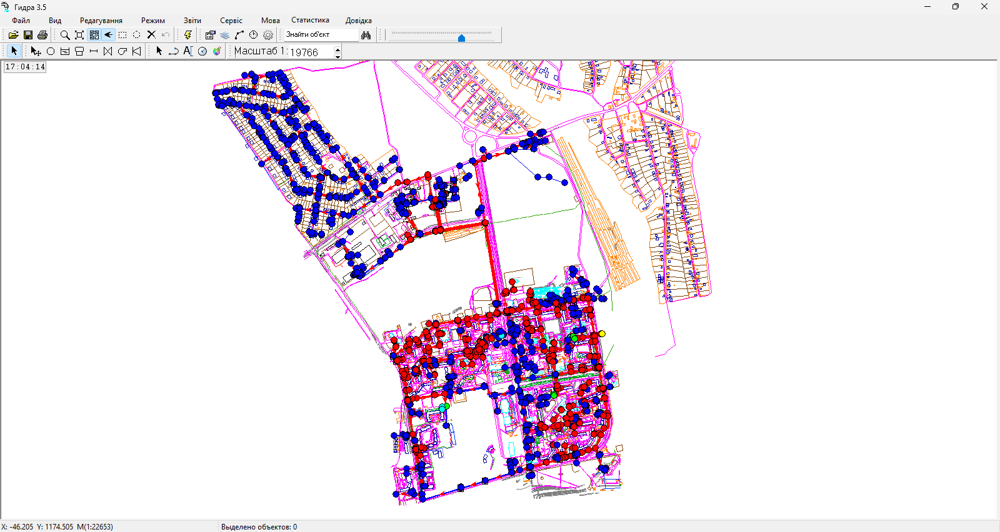 Гидра 3.5
Файл Вид Редагування Режим Звіти Сервіс Мова Статистика Довідка
Знайти об'єкт
Масштаб 1: 19766
17:04:14
X: -46.205 Y: 1174.505 M(1:22653) Выделено объектов: 0